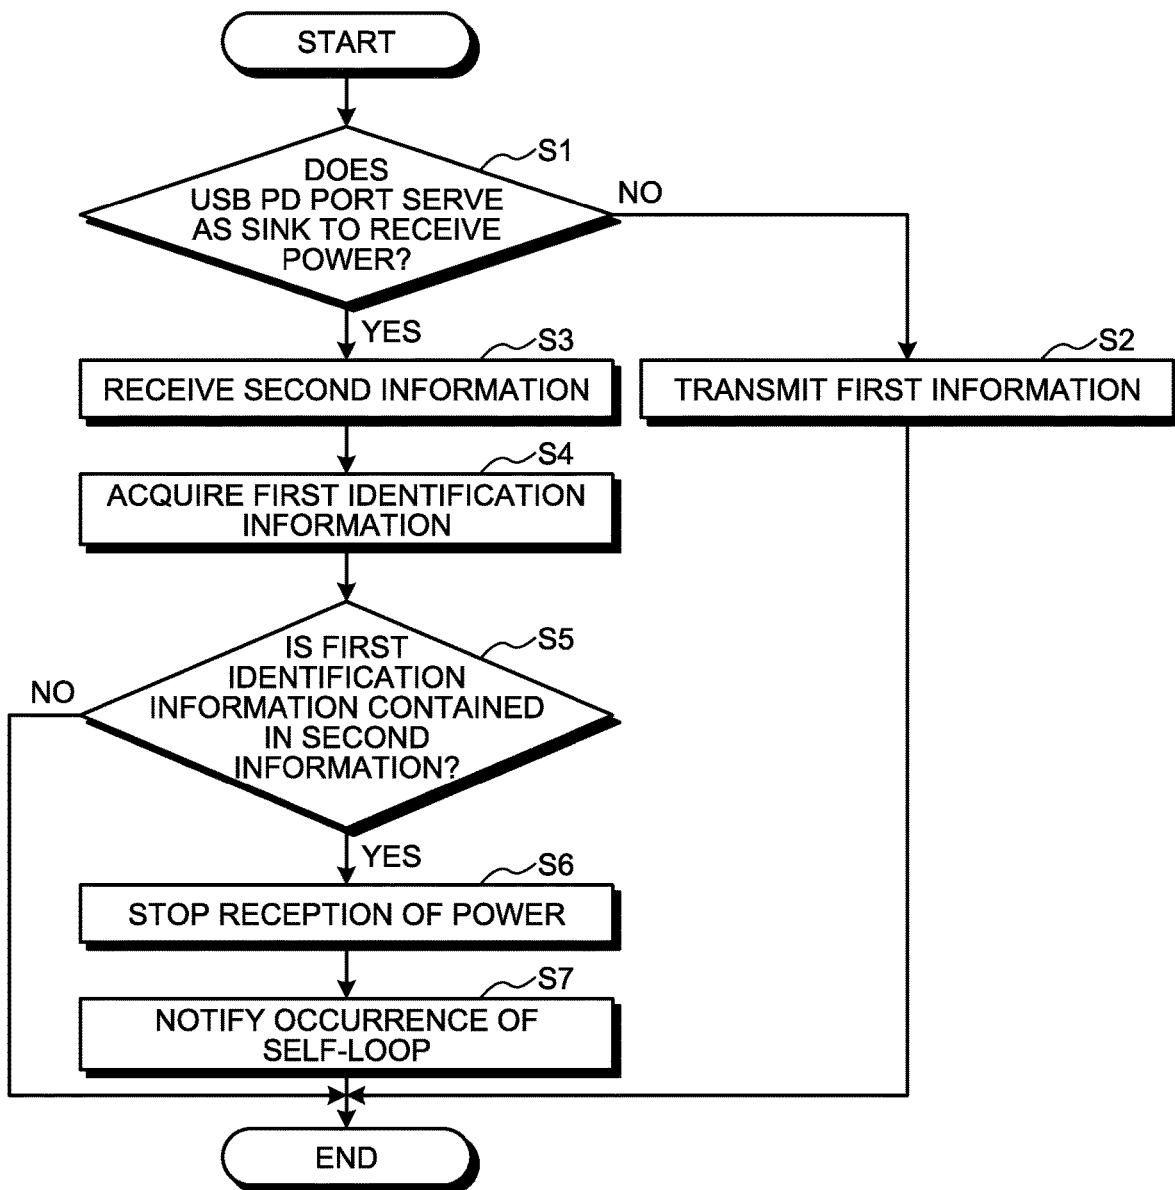 START
S1
DOES
USB PD PORT SERVE
AS SINK TO RECEIVE
POWER?
NO
YES
S3
RECEIVE SECOND INFORMATION
S2
TRANSMIT FIRST INFORMATION
S4
ACQUIRE FIRST IDENTIFICATION
INFORMATION
S5
IS FIRST
IDENTIFICATION
INFORMATION CONTAINED
IN SECOND
INFORMATION?
NO
YES
S6
STOP RECEPTION OF POWER
S7
NOTIFY OCCURRENCE OF
SELF-LOOP
END